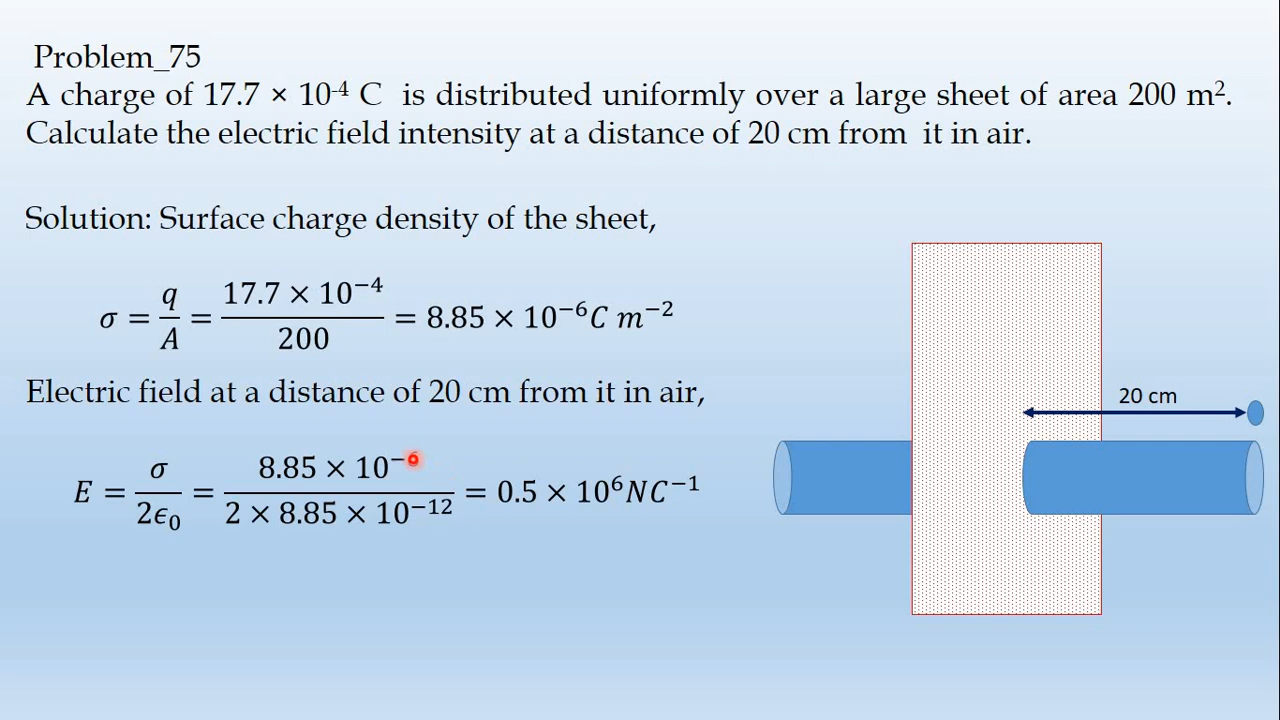 Problem_75
A charge of 17.7 × 10⁻⁴ C is distributed uniformly over a large sheet of area 200 m².
Calculate the electric field intensity at a distance of 20 cm from it in air.
Solution: Surface charge density of the sheet,
σ = q/A = (17.7 × 10⁻⁴)/200 = 8.85 × 10⁻⁶ C m⁻²
Electric field at a distance of 20 cm from it in air,
20 cm
E = σ/2ϵ₀ = (8.85 × 10⁻⁶)/(2 × 8.85 × 10⁻¹²) = 0.5 × 10⁶ NC⁻¹